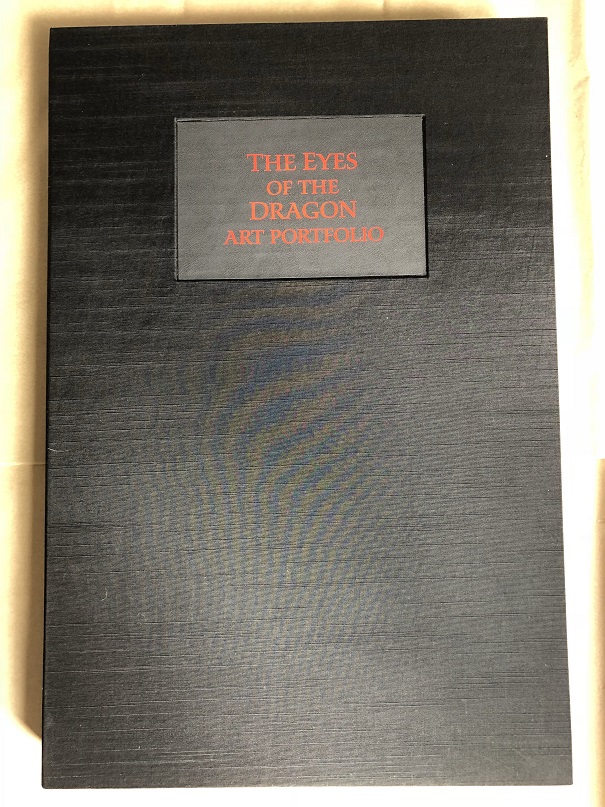 THE EYES
OF THE
DRAGON
ART PORTFOLIO